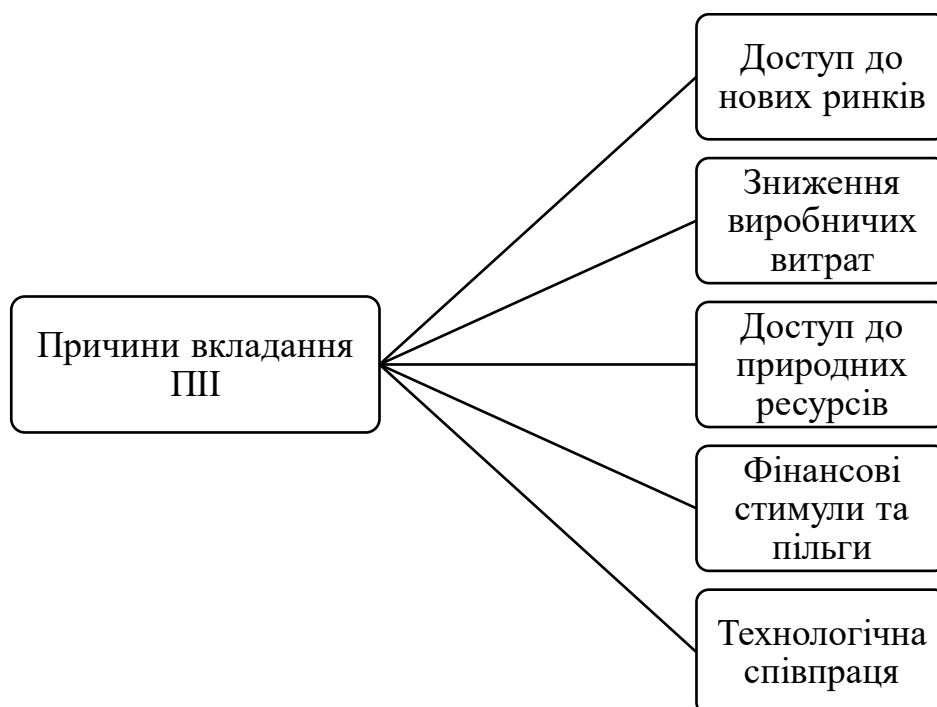 Причини вкладання
ПІІ
Доступ до
нових ринків
Зниження
виробничих
витрат
Доступ до
природних
ресурсів
Фінансові
стимули та
пільги
Технологічна
співпраця